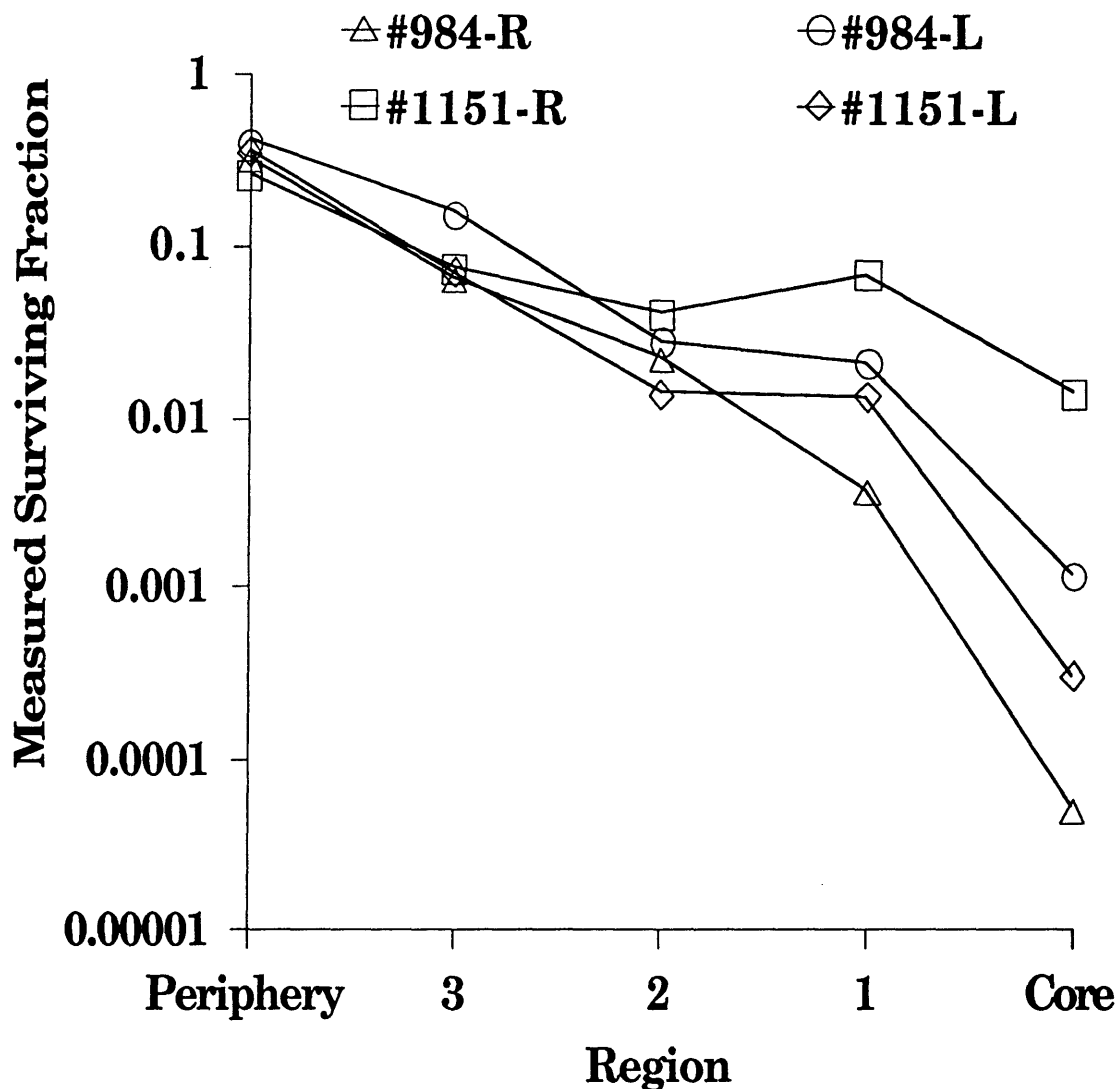 #984-R
#984-L
#1151-R
#1151-L
Measured Surviving Fraction
1
0.1
0.01
0.001
0.0001
0.00001
Periphery 3 2 1 Core
Region